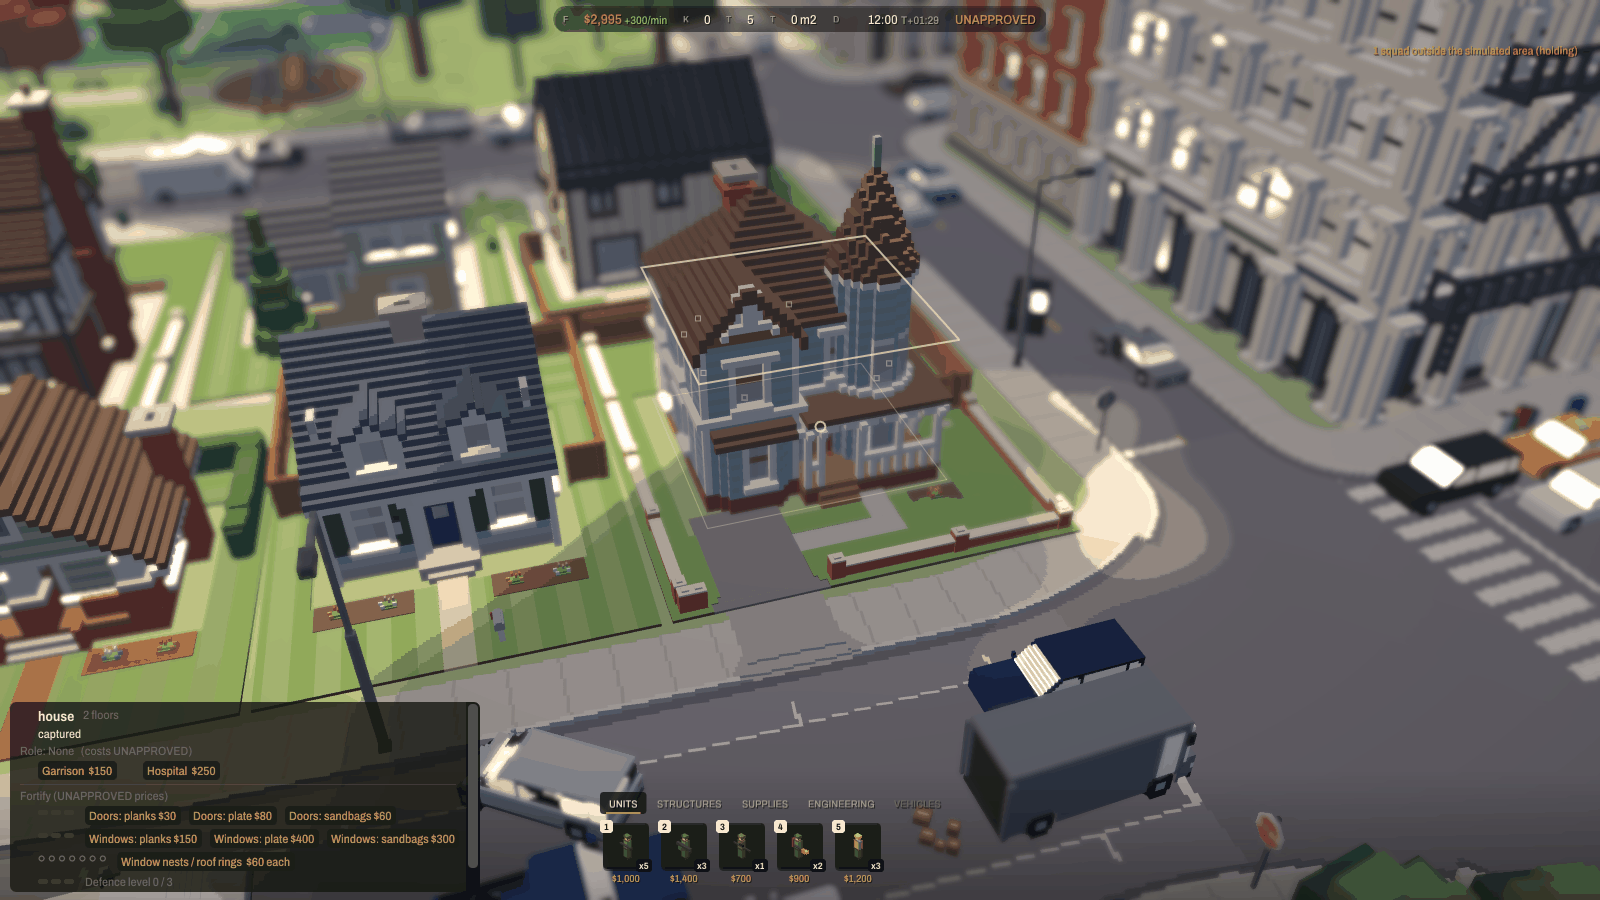 F $2,995 +300/min K 0 T 5 T 0 m2 D 12:00 T+01:29 UNAPPROVED
1 squad outside the simulated area (holding)
house 2 floors
captured
Role: None (costs UNAPPROVED)
Garrison $150 Hospital $250
Fortify (UNAPPROVED prices)
Doors: planks $30 Doors: plate $80 Doors: sandbags $60
Windows: planks $150 Windows: plate $400 Windows: sandbags $300
Window nests / roof rings $60 each
Defence level 0 / 3
UNITS STRUCTURES SUPPLIES ENGINEERING VEHICLES
1 2 3 4 5
x5 x3 x1 x2 x3
$1,000 $1,400 $700 $900 $1,200